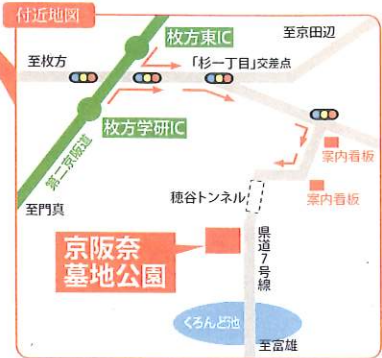 付近地図
枚方東IC
至京田辺
至枚方
「杉一丁目」交差点
枚方学研IC
第二京阪道
案内看板
案内看板
至門真
穂谷トンネル
京阪奈
墓地公園
県道7号線
くろんど池
至富雄